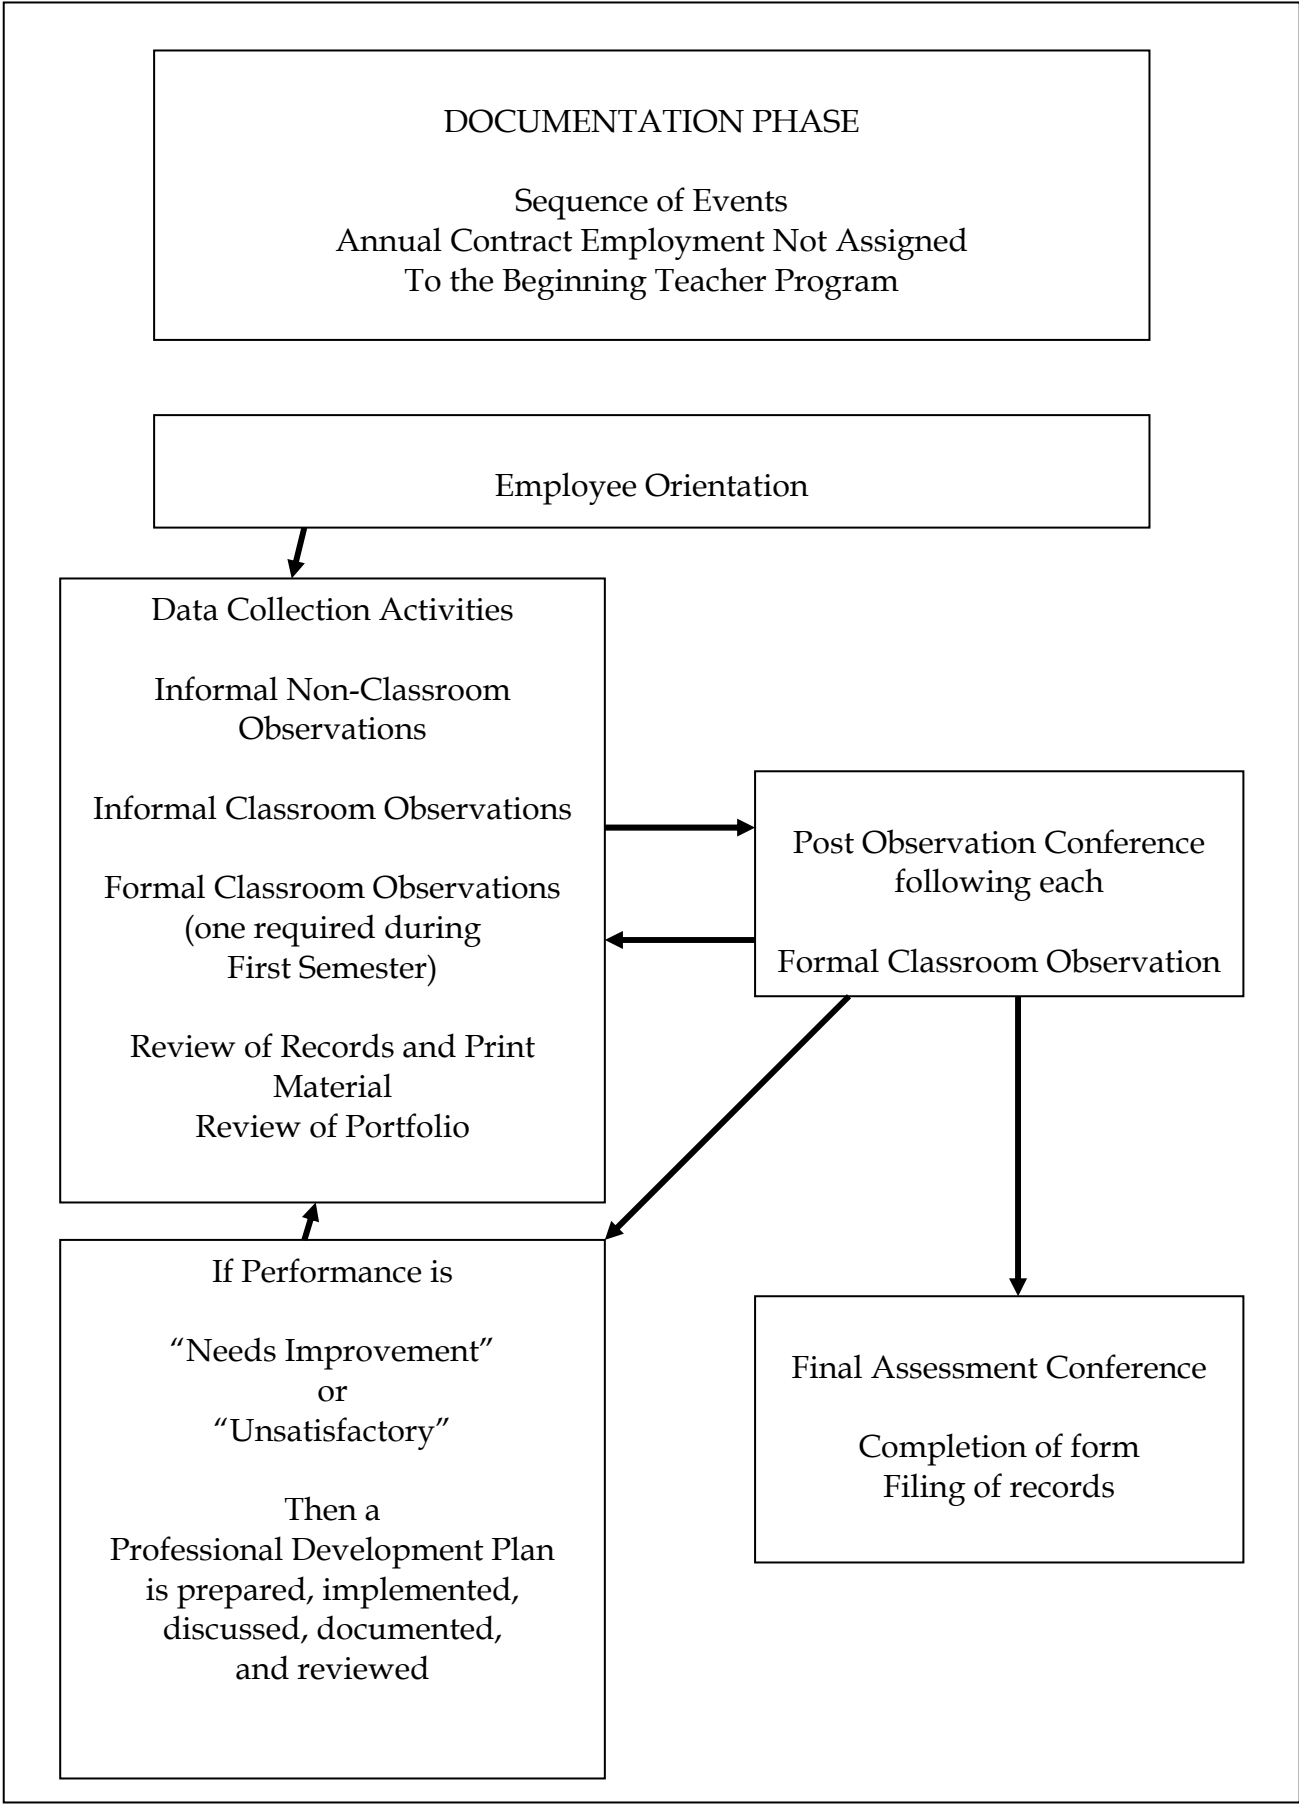 DOCUMENTATION PHASE
Sequence of Events
Annual Contract Employment Not Assigned
To the Beginning Teacher Program
Employee Orientation
Data Collection Activities
Informal Non-Classroom
Observations
Informal Classroom Observations
Formal Classroom Observations
(one required during
First Semester)
Review of Records and Print
Material
Review of Portfolio
Post Observation Conference
following each
Formal Classroom Observation
If Performance is
“Needs Improvement”
or
“Unsatisfactory”
Then a
Professional Development Plan
is prepared, implemented,
discussed, documented,
and reviewed
Final Assessment Conference
Completion of form
Filing of records